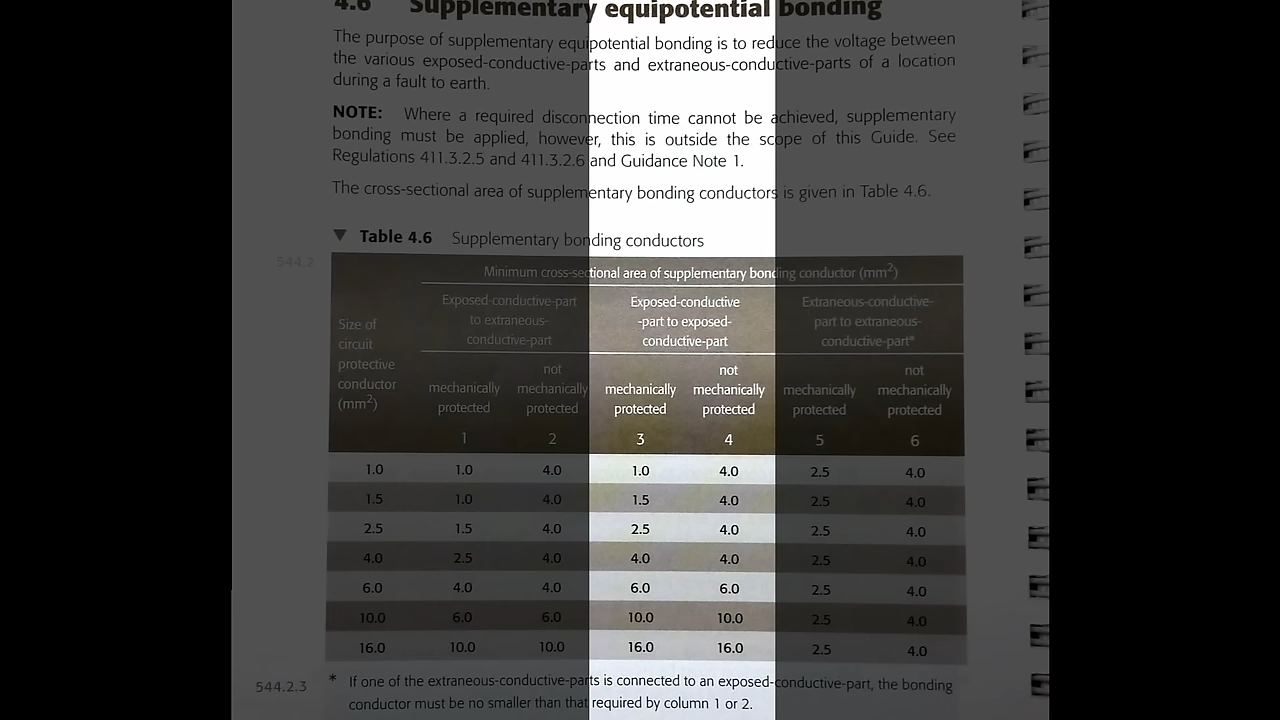 4.6 Supplementary equipotential bonding
The purpose of supplementary equipotential bonding is to reduce the voltage between
the various exposed-conductive-parts and extraneous-conductive-parts of a location
during a fault to earth.
NOTE: Where a required disconnection time cannot be achieved, supplementary
bonding must be applied, however, this is outside the scope of this Guide. See
Regulations 411.3.2.5 and 411.3.2.6 and Guidance Note 1.
The cross-sectional area of supplementary bonding conductors is given in Table 4.6.
▼ Table 4.6 Supplementary bonding conductors
544.2
Minimum cross-sectional area of supplementary bonding conductor (mm²)
Size of
circuit
protective
conductor
(mm²)
Exposed-conductive-part
to extraneous-
conductive-part
Exposed-conductive
-part to exposed-
conductive-part
Extraneous-conductive-
part to extraneous-
conductive-part*
mechanically
protected
not
mechanically
protected
mechanically
protected
not
mechanically
protected
mechanically
protected
not
mechanically
protected
1 2 3 4 5 6
1.0 1.0 4.0 1.0 4.0 2.5 4.0
1.5 1.0 4.0 1.5 4.0 2.5 4.0
2.5 1.5 4.0 2.5 4.0 2.5 4.0
4.0 2.5 4.0 4.0 4.0 2.5 4.0
6.0 4.0 4.0 6.0 6.0 2.5 4.0
10.0 6.0 6.0 10.0 10.0 2.5 4.0
16.0 10.0 10.0 16.0 16.0 2.5 4.0
544.2.3
* If one of the extraneous-conductive-parts is connected to an exposed-conductive-part, the bonding
conductor must be no smaller than that required by column 1 or 2.